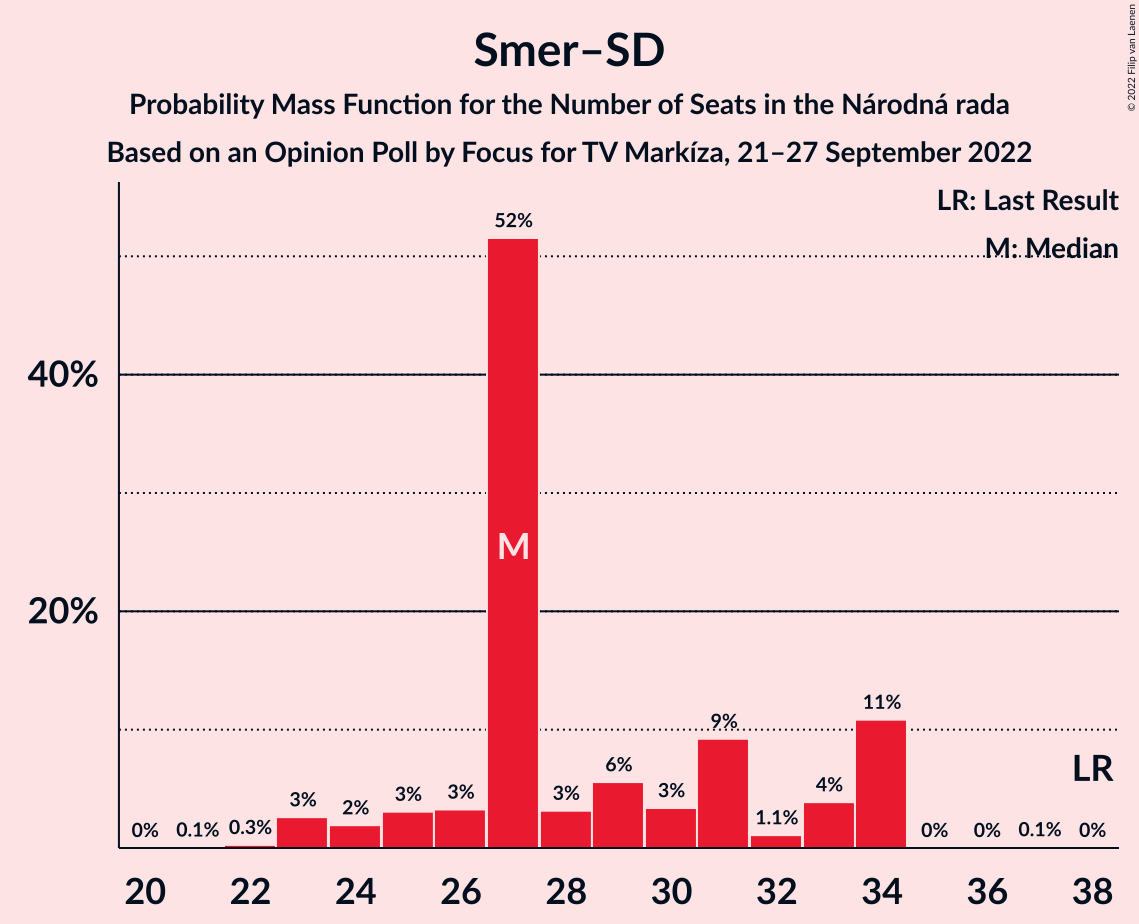 Smer–SD
Probability Mass Function for the Number of Seats in the Národná rada
Based on an Opinion Poll by Focus for TV Markíza, 21–27 September 2022
© 2022 Filip van Laenen
LR: Last Result
M: Median
40%
20%
0%
0.1%
0.3%
3%
2%
3%
3%
52%
M
3%
6%
3%
9%
1.1%
4%
11%
0%
0%
0.1%
0%
LR
20 22 24 26 28 30 32 34 36 38